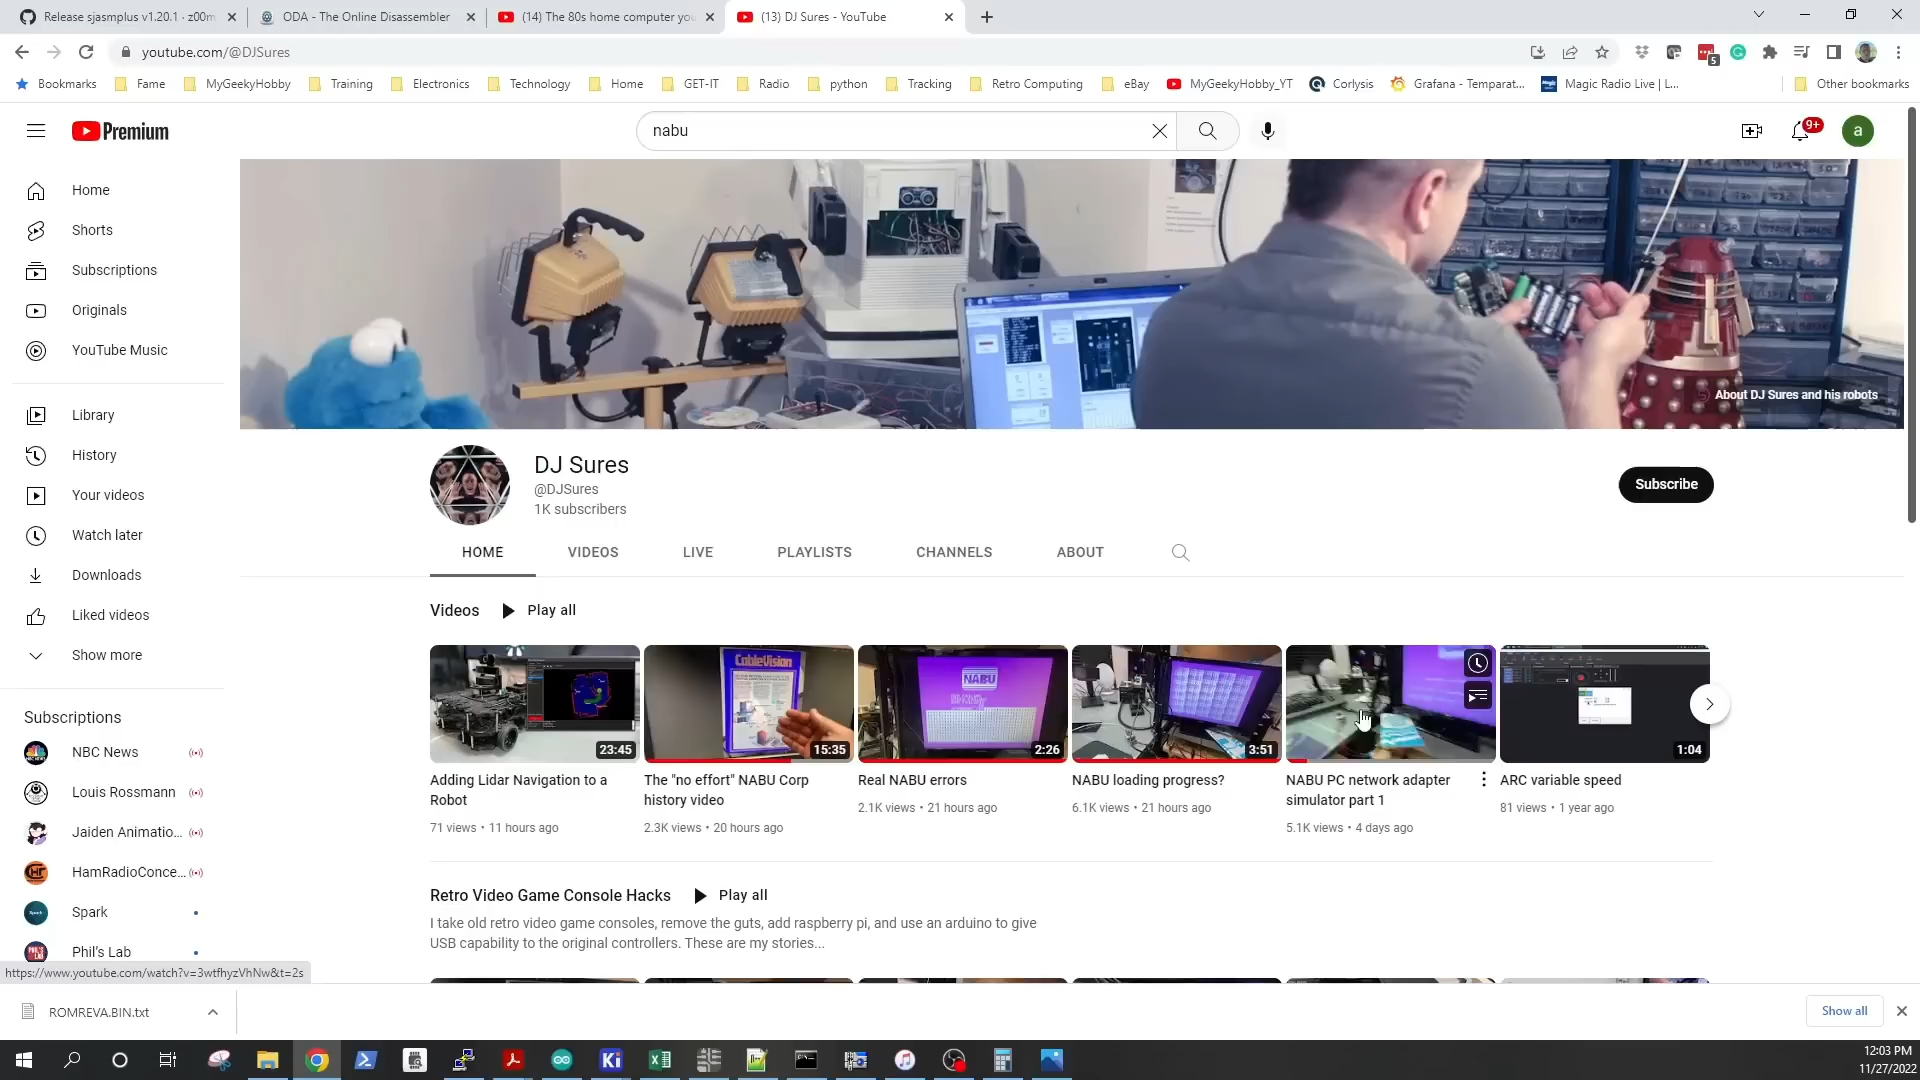 Release sjasmplus v1.20.1 · z00m
ODA - The Online Disassembler
(14) The 80s home computer you
(13) DJ Sures - YouTube
youtube.com/@DJSures
5
Bookmarks
Fame
MyGeekyHobby
Training
Electronics
Technology
Home
GET-IT
Radio
python
Tracking
Retro Computing
eBay
MyGeekyHobby_YT
Corlysis
Grafana - Temparat...
Magic Radio Live | L...
Other bookmarks
Premium
nabu
9+
a
Home
Shorts
Subscriptions
Originals
YouTube Music
Library
History
Your videos
Watch later
Downloads
Liked videos
Show more
Subscriptions
NBC News
Louis Rossmann
Jaiden Animatio...
HamRadioConce...
Spark
Phil's Lab
About DJ Sures and his robots
DJ Sures
@DJSures
1K subscribers
Subscribe
HOME
VIDEOS
LIVE
PLAYLISTS
CHANNELS
ABOUT
Videos
Play all
23:45
CableVision
15:35
NABU
2:26
3:51
1:04
Adding Lidar Navigation to a
Robot
71 views • 11 hours ago
The "no effort" NABU Corp
history video
2.3K views • 20 hours ago
Real NABU errors
2.1K views • 21 hours ago
NABU loading progress?
6.1K views • 21 hours ago
NABU PC network adapter
simulator part 1
5.1K views • 4 days ago
ARC variable speed
81 views • 1 year ago
Retro Video Game Console Hacks
Play all
I take old retro video game consoles, remove the guts, add raspberry pi, and use an arduino to give
USB capability to the original controllers. These are my stories...
https://www.youtube.com/watch?v=3wtfhyzVhNw&t=2s
ROMREVA.BIN.txt
Show all
Ki
12:03 PM
11/27/2022